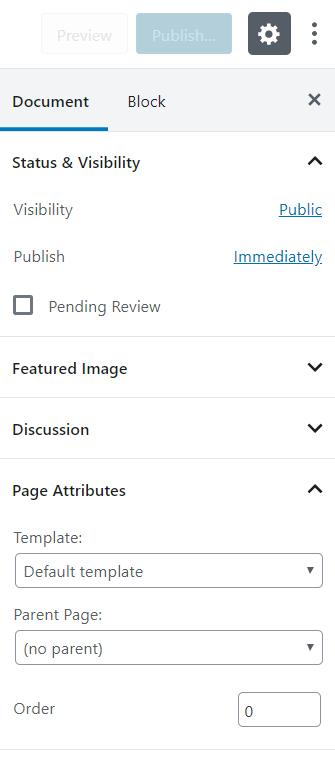 Preview Publish...
Document Block
Status & Visibility
Visibility Public
Publish Immediately
Pending Review
Featured Image
Discussion
Page Attributes
Template:
Default template
Parent Page:
(no parent)
Order 0